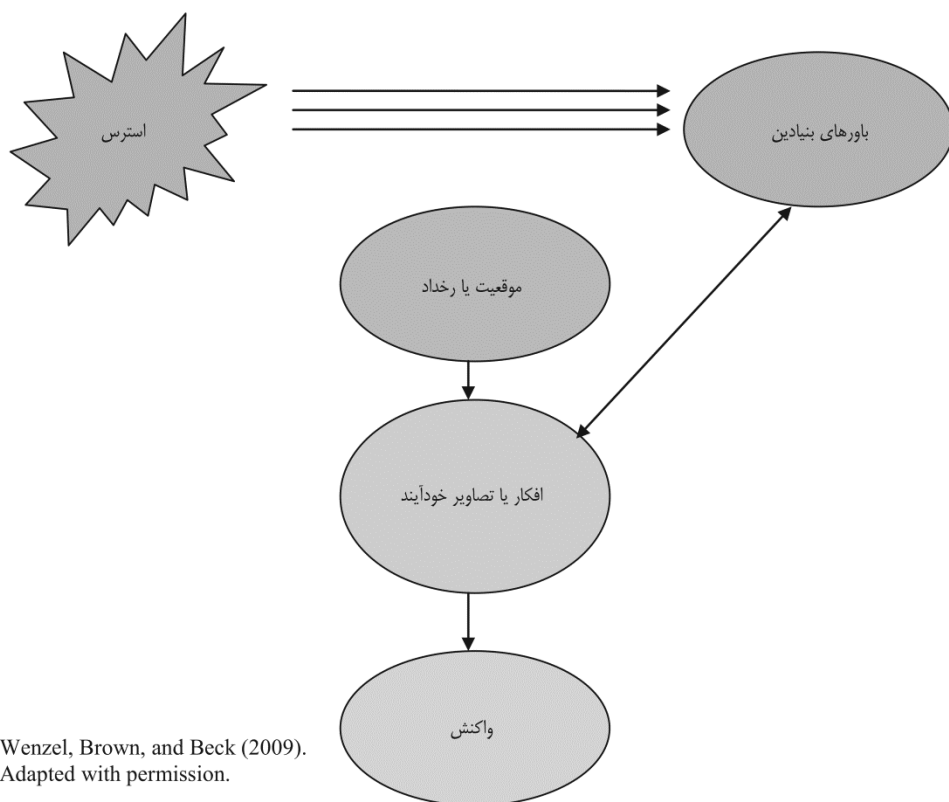 استرس
باورهای بنیادین
موقعیت یا رخداد
افکار یا تصاویر خودآیند
واکنش
Wenzel, Brown, and Beck (2009).
Adapted with permission.